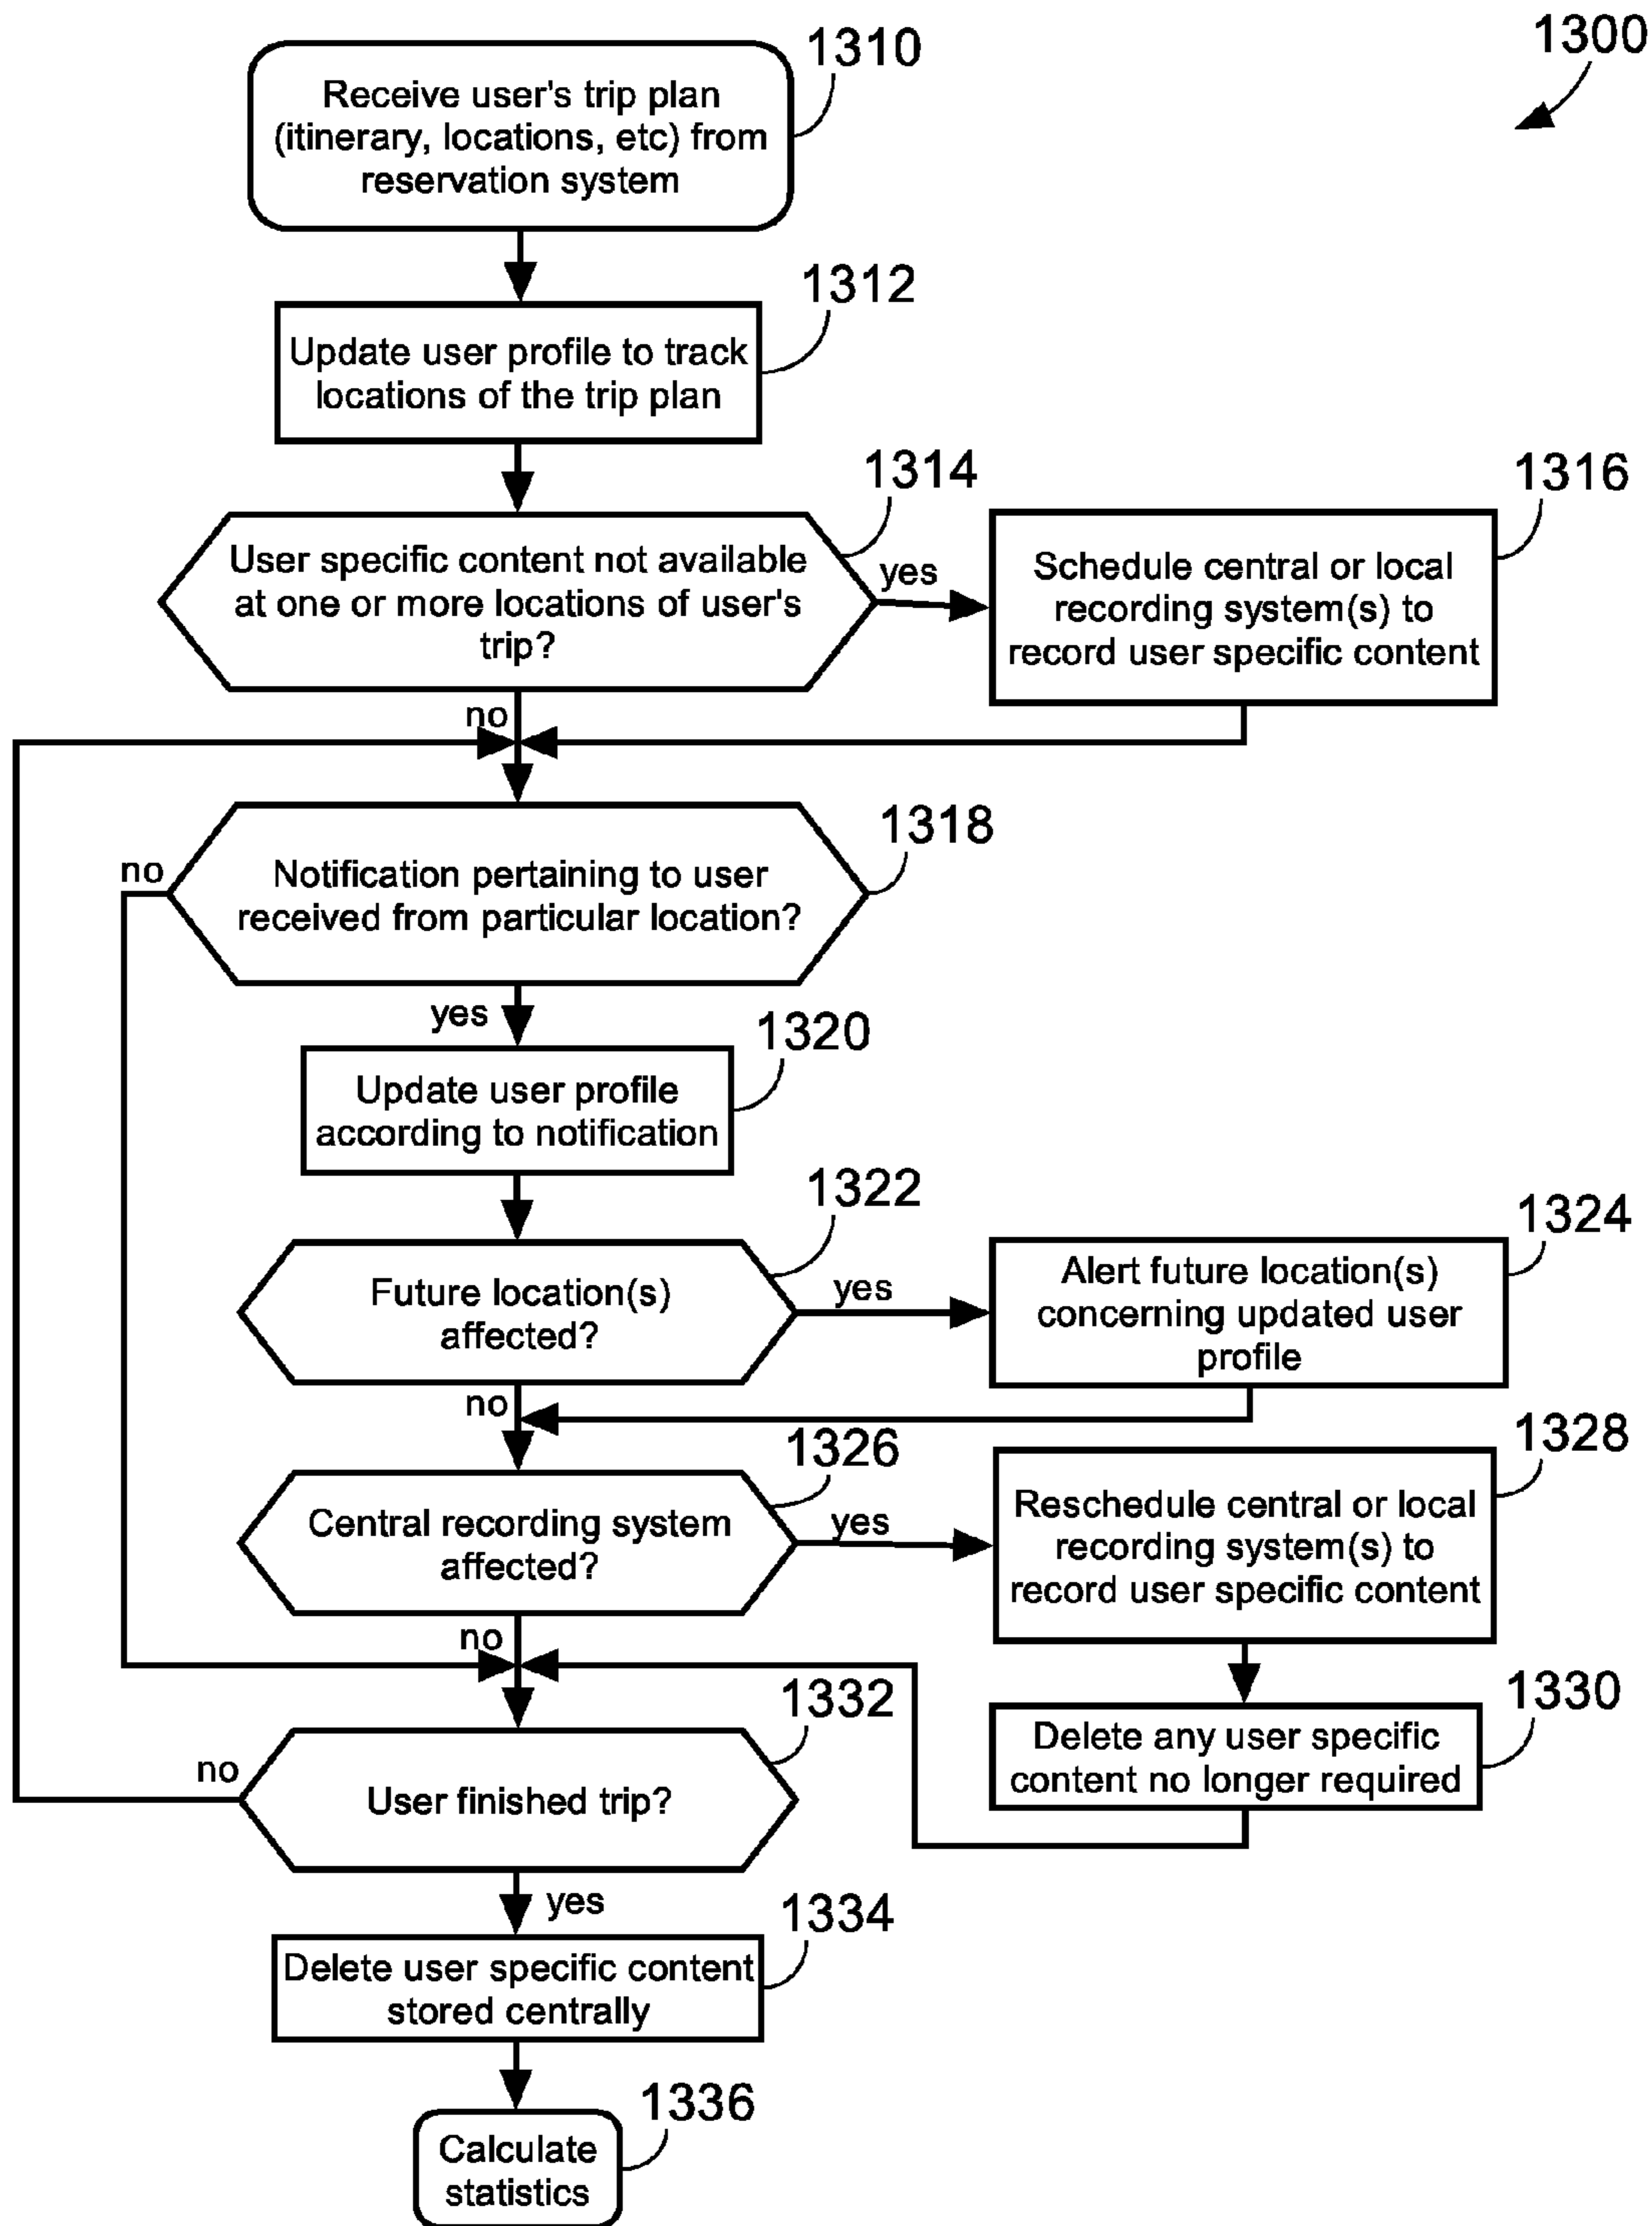 1300
1310
Receive user's trip plan
(itinerary, locations, etc) from
reservation system
1312
Update user profile to track
locations of the trip plan
1314
User specific content not available
at one or more locations of user's
trip?
yes
1316
Schedule central or local
recording system(s) to
record user specific content
no
1318
Notification pertaining to user
received from particular location?
no
yes
1320
Update user profile
according to notification
1322
Future location(s)
affected?
yes
1324
Alert future location(s)
concerning updated user
profile
no
1326
Central recording system
affected?
yes
1328
Reschedule central or local
recording system(s) to
record user specific content
no
1330
Delete any user specific
content no longer required
1332
User finished trip?
no
yes
1334
Delete user specific content
stored centrally
1336
Calculate
statistics